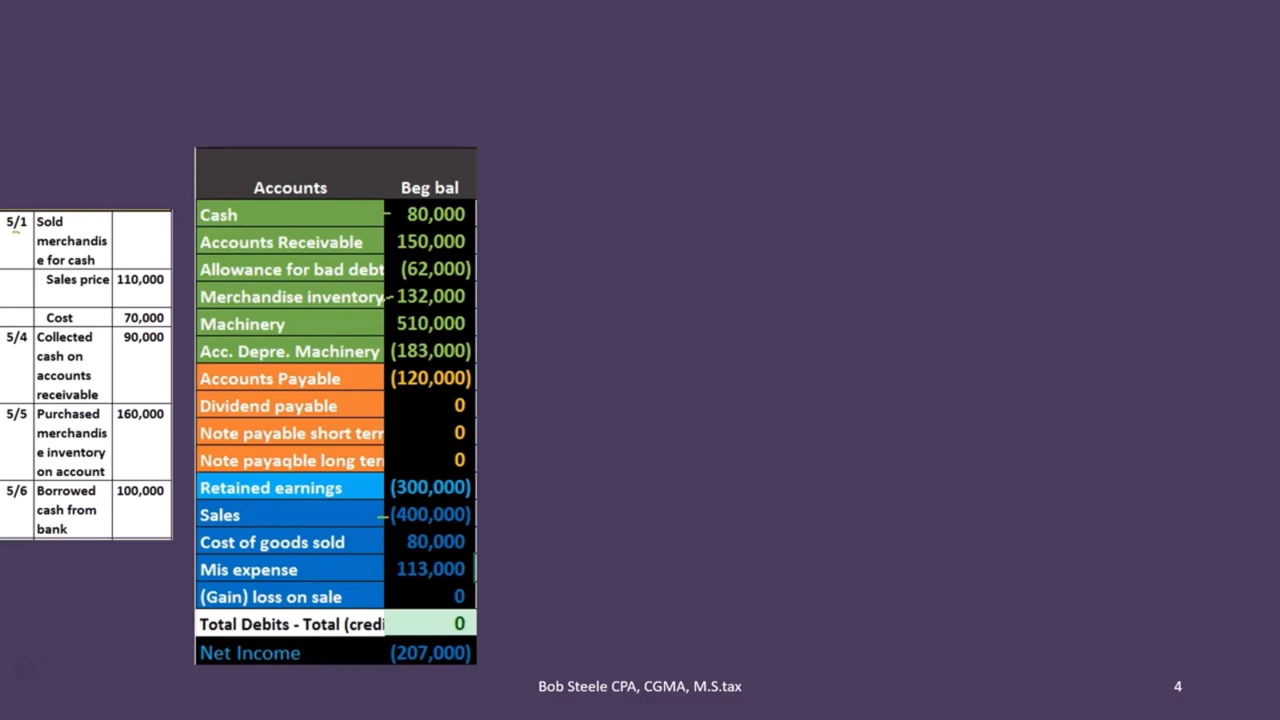 5/1 Sold
merchandis
e for cash
Sales price 110,000
Cost 70,000
5/4 Collected 90,000
cash on
accounts
receivable
5/5 Purchased 160,000
merchandis
e inventory
on account
5/6 Borrowed 100,000
cash from
bank
Accounts Beg bal
Cash 80,000
Accounts Receivable 150,000
Allowance for bad debt (62,000)
Merchandise inventory 132,000
Machinery 510,000
Acc. Depre. Machinery (183,000)
Accounts Payable (120,000)
Dividend payable 0
Note payable short terr 0
Note payaqble long ter 0
Retained earnings (300,000)
Sales (400,000)
Cost of goods sold 80,000
Mis expense 113,000
(Gain) loss on sale 0
Total Debits - Total (credi 0
Net Income (207,000)
Bob Steele CPA, CGMA, M.S.tax 4